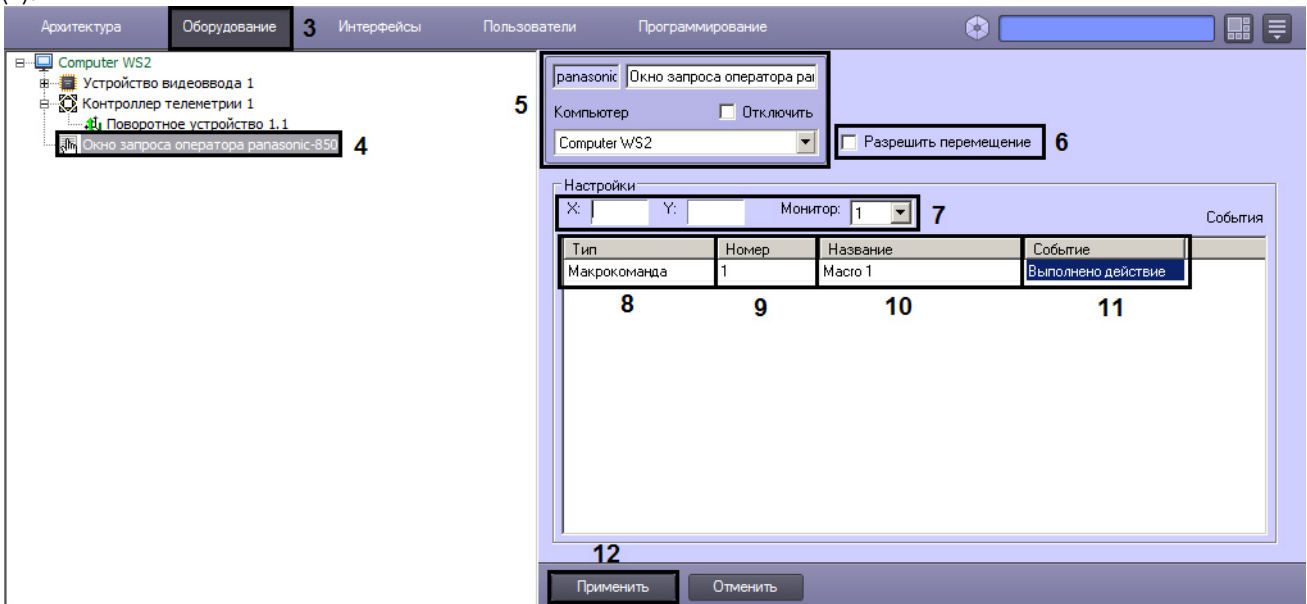 Архитектура Оборудование 3 Интерфейсы Пользователи Программирование
Computer WS2
Устройство видеоввода 1
Контроллер телеметрии 1
Поворотное устройство 1.1
Окно запроса оператора panasonic-850 4
5
panasonic Окно запроса оператора pai
Компьютер Отключить
Computer WS2
Разрешить перемещение 6
Настройки
X: Y: Монитор: 1 7
События
Тип Номер Название Событие
Макрокоманда 1 Macro 1 Выполнено действие
8 9 10 11
12
Применить Отменить